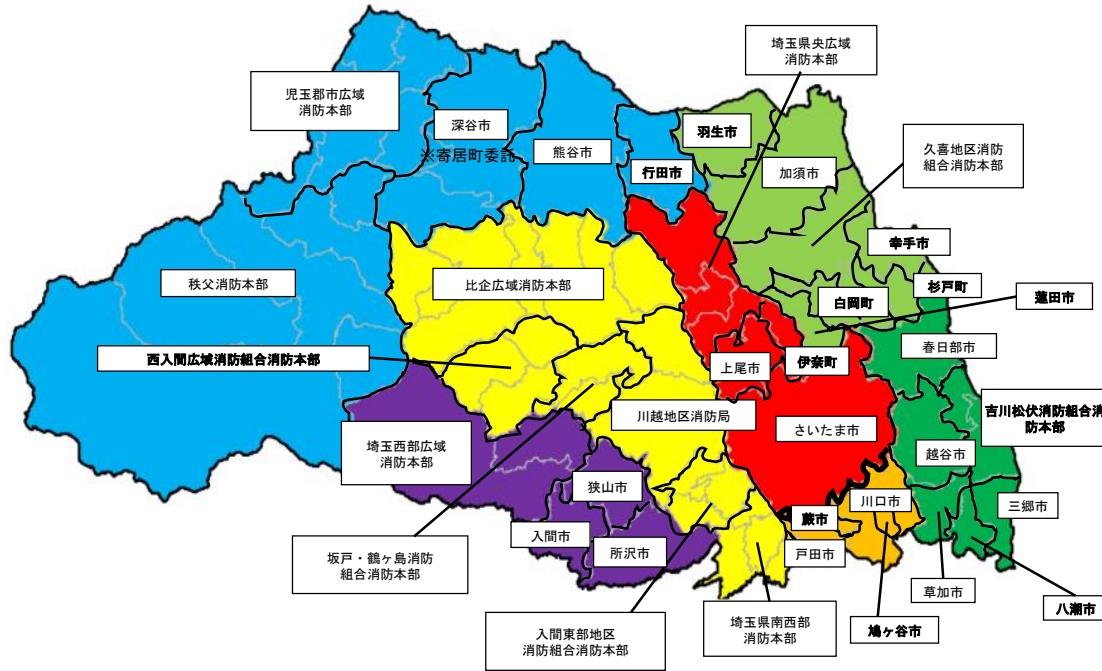 埼玉県央広域
消防本部
児玉郡市広域
消防本部
深谷市
※寄居町委託
熊谷市
羽生市
行田市
加須市
久喜地区消防
組合消防本部
幸手市
杉戸町
秩父消防本部
比企広域消防本部
白岡町
蓮田市
西入間広域消防組合消防本部
上尾市
伊奈町
春日部市
吉川松伏消防組合消
防本部
川越地区消防局
さいたま市
埼玉西部広域
消防本部
越谷市
狭山市
川口市
三郷市
入間市
所沢市
蕨市
戸田市
坂戸・鶴ヶ島消防
組合消防本部
草加市
八潮市
入間東部地区
消防組合消防本部
埼玉県南西部
消防本部
鳩ヶ谷市